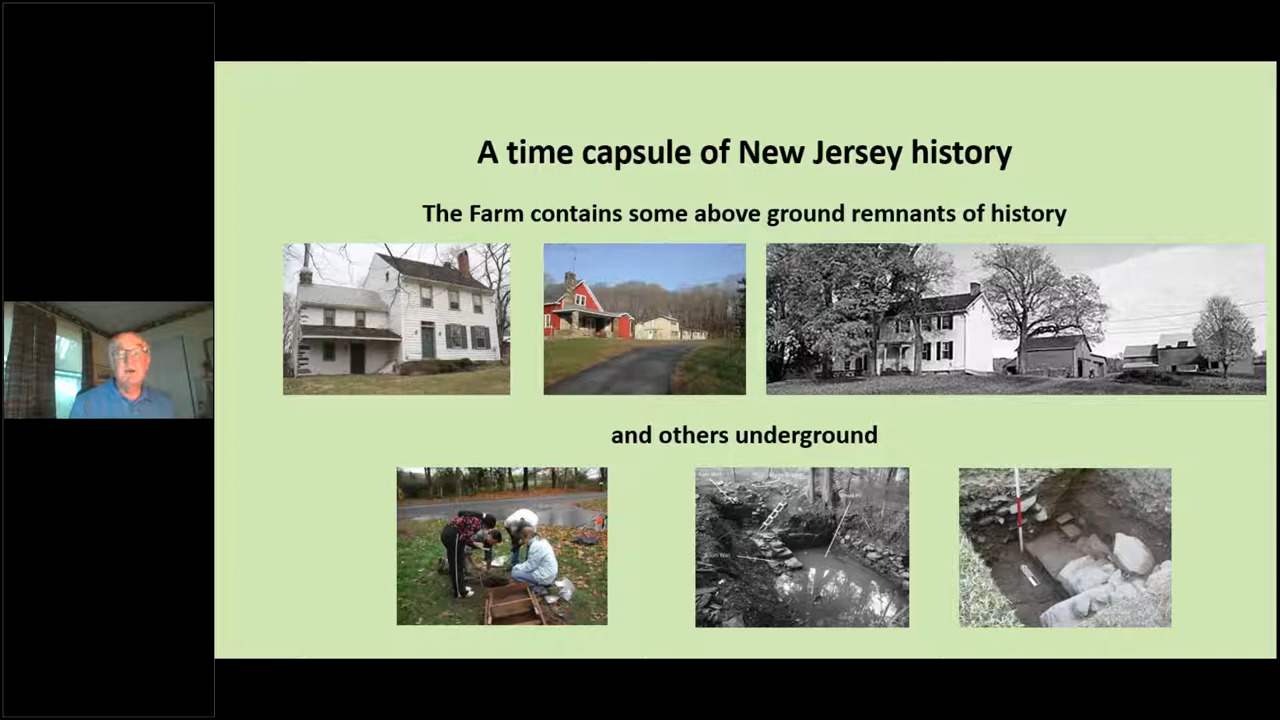 A time capsule of New Jersey history
The Farm contains some above ground remnants of history
and others underground